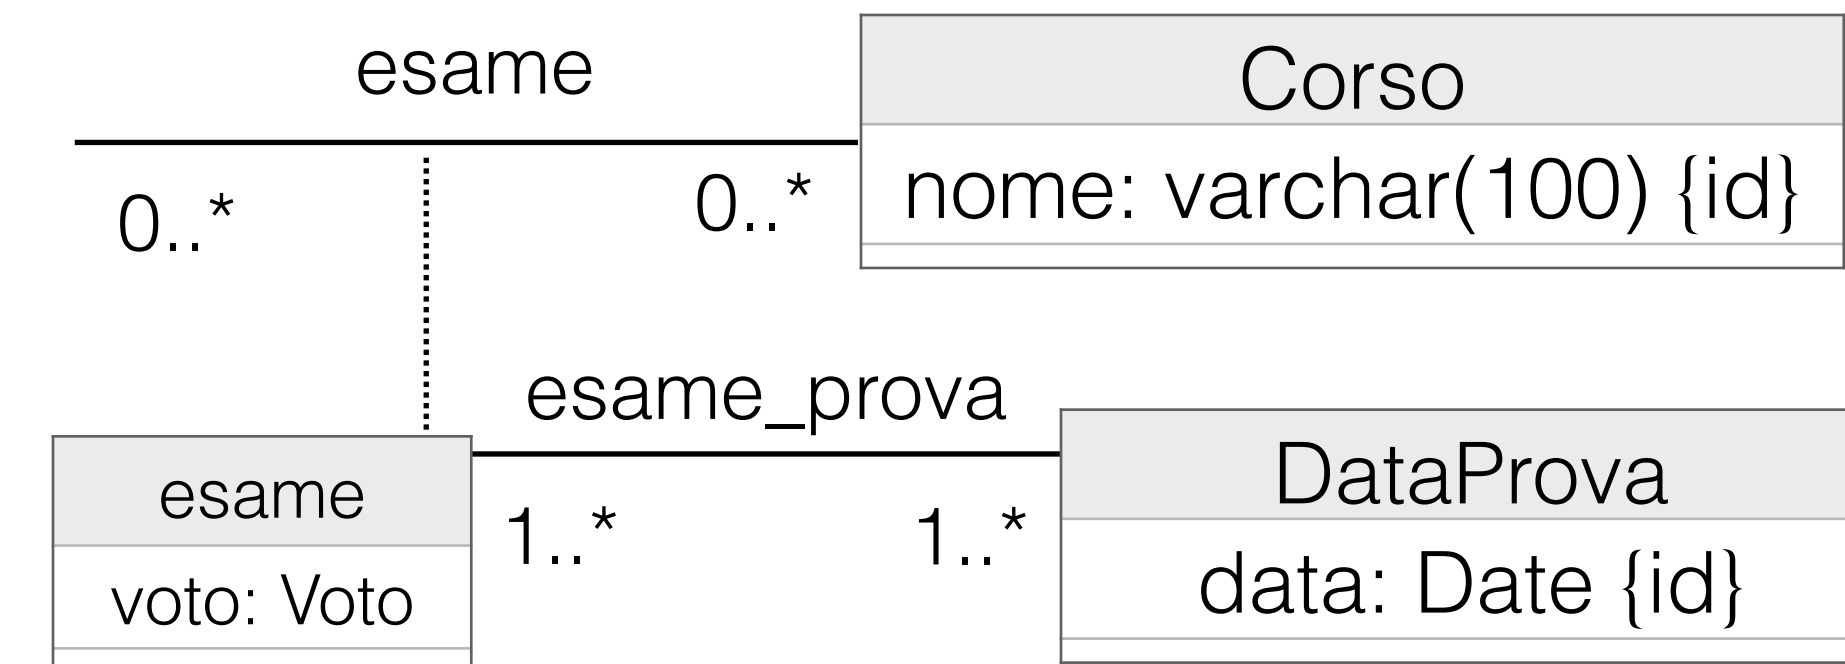 esame
Corso
nome: varchar(100) {id}
0..*
0..*
esame_prova
esame
DataProva
1..*
1..*
voto: Voto
data: Date {id}